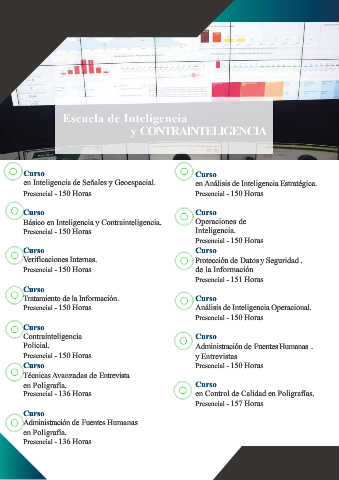 Escuela de Inteligencia
y CONTRAINTELIGENCIA
Curso
en Inteligencia de Señales y Geoespacial.
Presencial - 150 Horas
Curso
Básico en Inteligencia y Contrainteligencia.
Presencial - 150 Horas
Curso
Verificaciones Internas.
Presencial - 150 Horas
Curso
Tratamiento de la Información.
Presencial - 150 Horas
Curso
Contrainteligencia
Policial.
Presencial - 150 Horas
Curso
Técnicas Avanzadas de Entrevista
en Poligrafía.
Presencial - 136 Horas
Curso
Administración de Fuentes Humanas
en Poligrafía.
Presencial - 136 Horas
Curso
en Análisis de Inteligencia Estratégica.
Presencial - 150 Horas
Curso
Operaciones de
Inteligencia.
Presencial - 150 Horas
Curso
Protección de Datos y Seguridad .
de la Información
Presencial - 151 Horas
Curso
Análisis de Inteligencia Operacional.
Presencial - 150 Horas
Curso
Administración de Fuentes Humanas .
y Entrevistas
Presencial - 150 Horas
Curso
en Control de Calidad en Poligrafías.
Presencial - 157 Horas